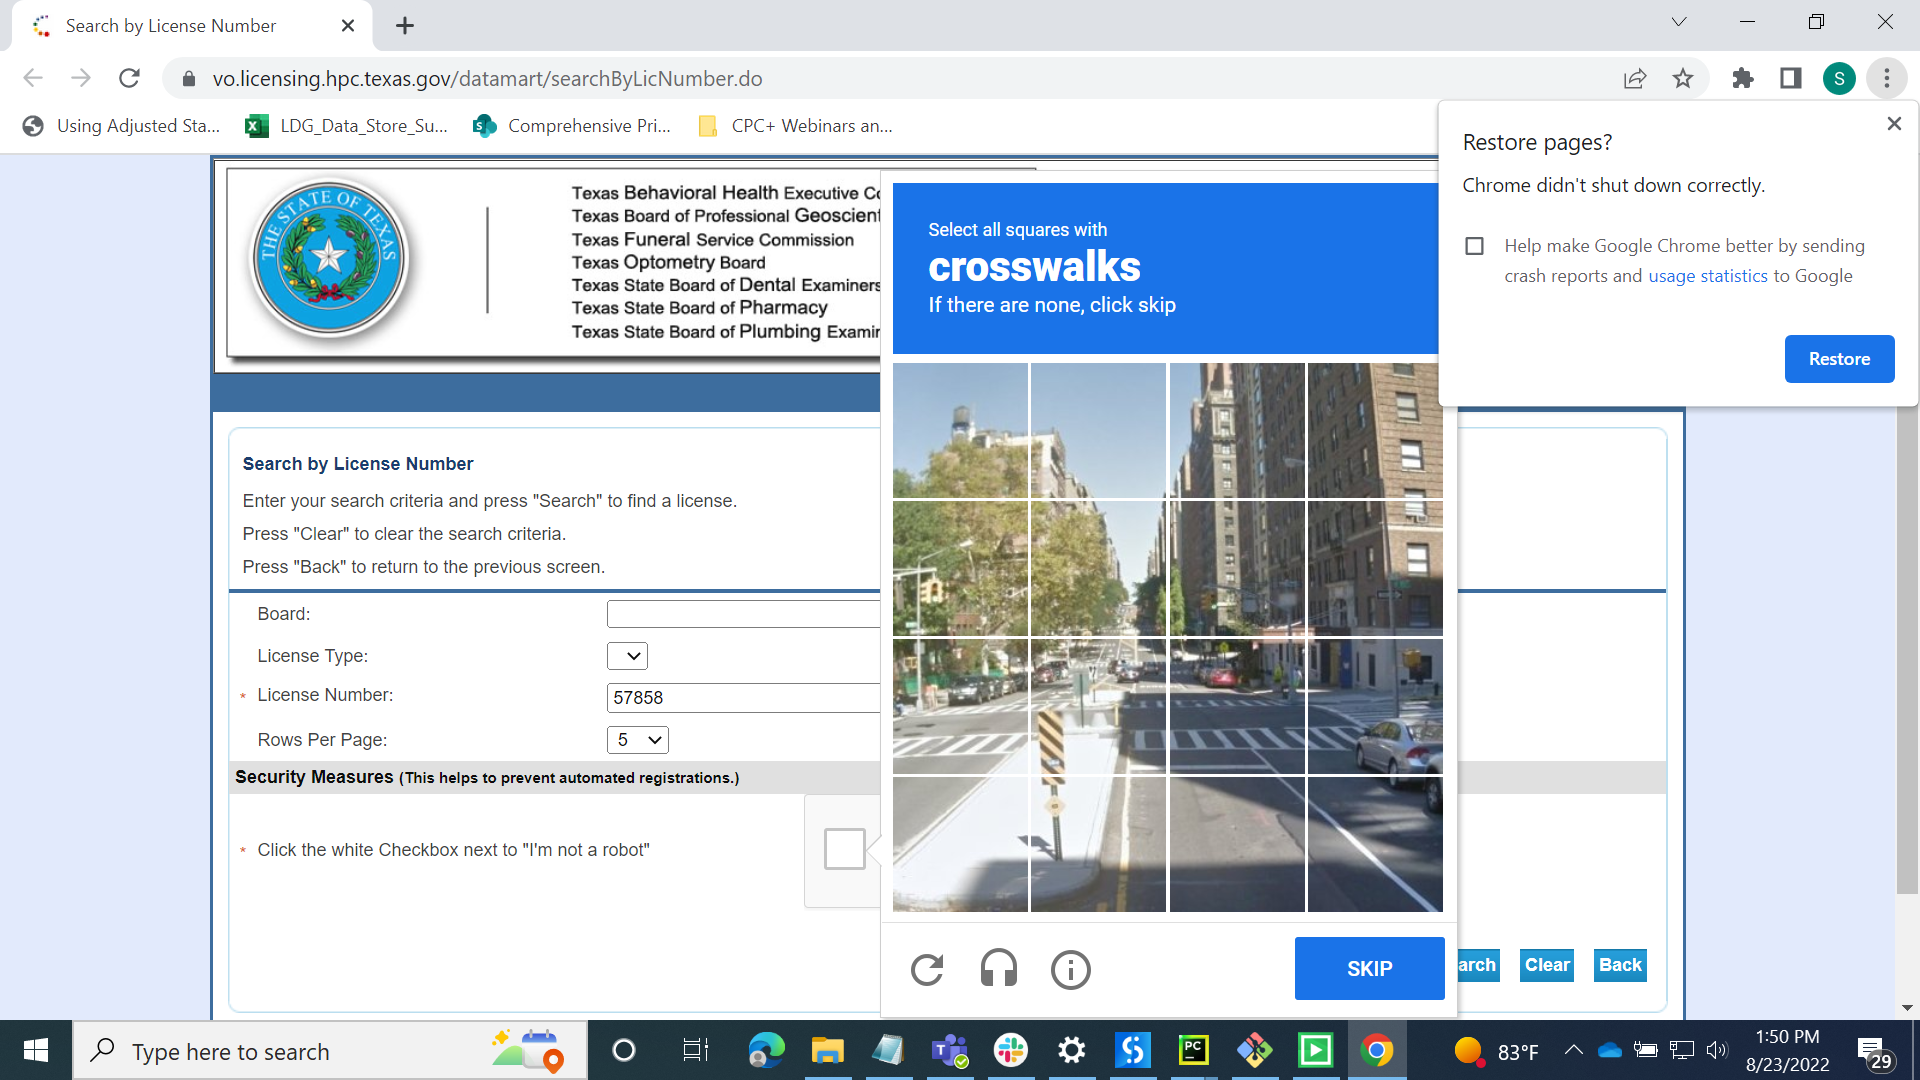 Search by License Number
vo.licensing.hpc.texas.gov/datamart/searchByLicNumber.do
S
Using Adjusted Sta...
LDG_Data_Store_Su...
Comprehensive Pri...
CPC+ Webinars an...
Restore pages?
Chrome didn't shut down correctly.
Help make Google Chrome better by sending
crash reports and usage statistics to Google
Restore
THE STATE OF TEXAS
Texas Behavioral Health Executive Co
Texas Board of Professional Geoscient
Texas Funeral Service Commission
Texas Optometry Board
Texas State Board of Dental Examiners
Texas State Board of Pharmacy
Texas State Board of Plumbing Examin
Select all squares with
crosswalks
If there are none, click skip
Search by License Number
Enter your search criteria and press "Search" to find a license.
Press "Clear" to clear the search criteria.
Press "Back" to return to the previous screen.
Board:
License Type:
* License Number:
57858
Rows Per Page:
5
Security Measures (This helps to prevent automated registrations.)
* Click the white Checkbox next to "I'm not a robot"
SKIP
arch
Clear
Back
Type here to search
83°F
1:50 PM
8/23/2022
29